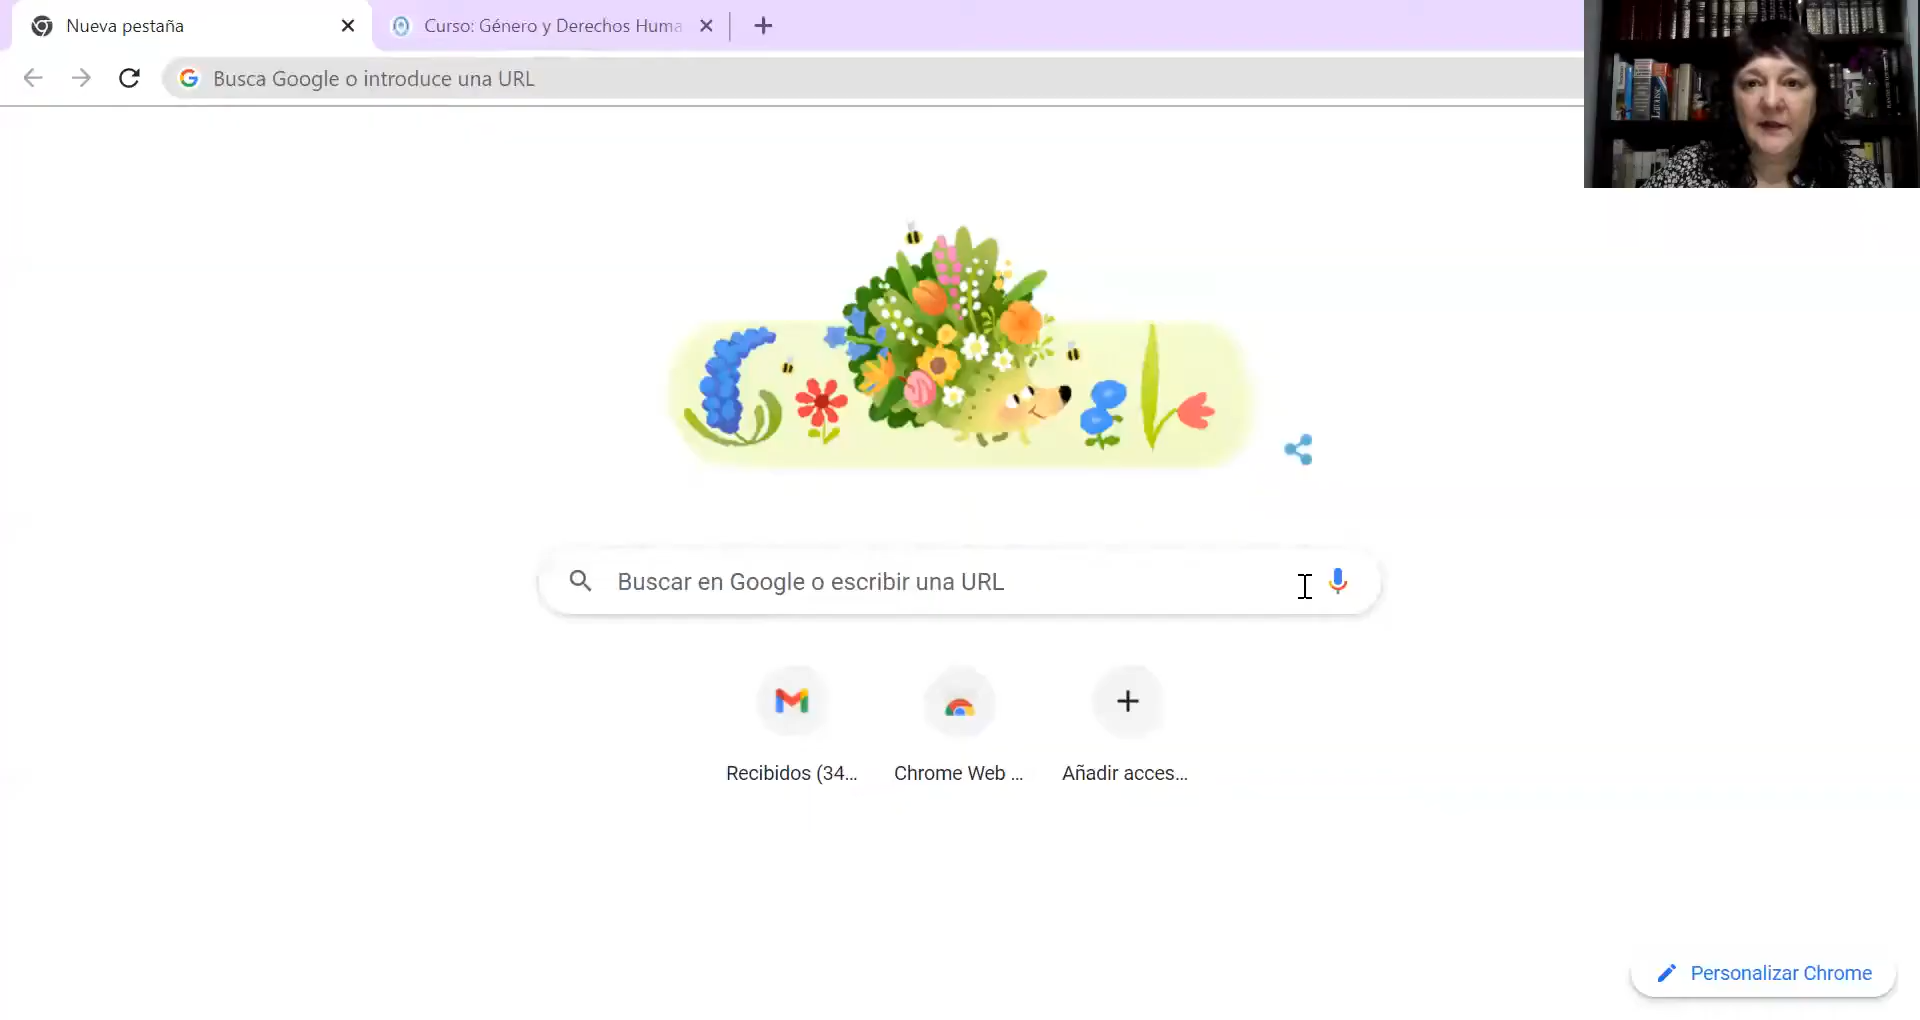 Nueva pestaña
Curso: Género y Derechos Huma
Busca Google o introduce una URL
Buscar en Google o escribir una URL
Recibidos (34...
Chrome Web ...
Añadir acces...
Personalizar Chrome